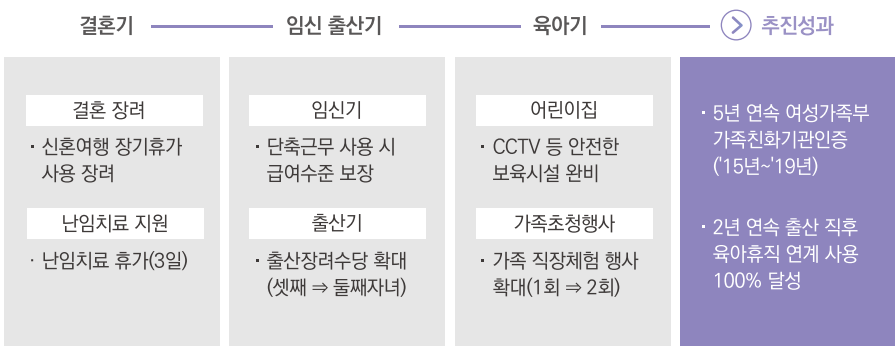 결혼기
임신 출산기
육아기
추진성과
결혼 장려
· 신혼여행 장기휴가
사용 장려
난임치료 지원
· 난임치료 휴가(3일)
임신기
· 단축근무 사용 시
급여수준 보장
출산기
· 출산장려수당 확대
(셋째 ⇒ 둘째자녀)
어린이집
· CCTV 등 안전한
보육시설 완비
가족초청행사
· 가족 직장체험 행사
확대(1회 ⇒ 2회)
· 5년 연속 여성가족부
가족친화기관인증
('15년~'19년)
· 2년 연속 출산 직후
육아휴직 연계 사용
100% 달성